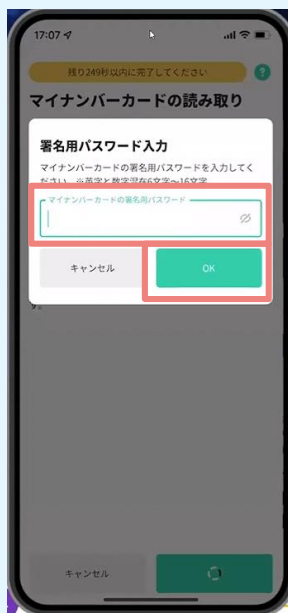 17:07
残り249秒以内に完了してください
?
マイナンバーカードの読み取り
署名用パスワード入力
マイナンバーカードの署名用パスワードを入力してく
ださい。※英字と数字混在6文字~16文字
マイナンバーカードの署名用パスワード
キャンセル
OK
す。
キャンセル